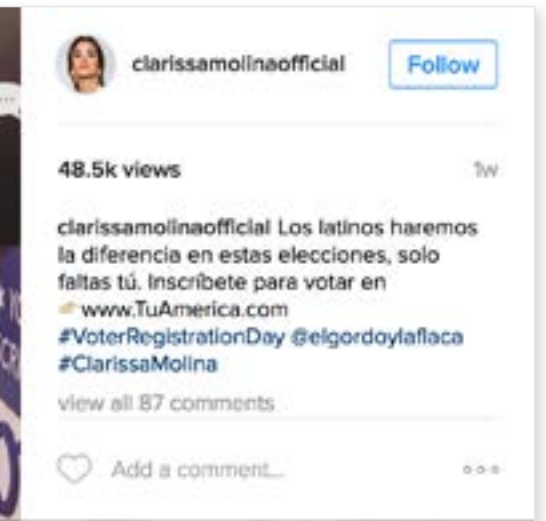 clarissamolinaofficial
Follow
48.5k views
1w
clarissamolinaofficial Los latinos haremos
la diferencia en estas elecciones, solo
faltas tú. Inscríbete para votar en
👉 www.TuAmerica.com
#VoterRegistrationDay @elgordoylaflaca
#ClarissaMolina
view all 87 comments
Add a comment...